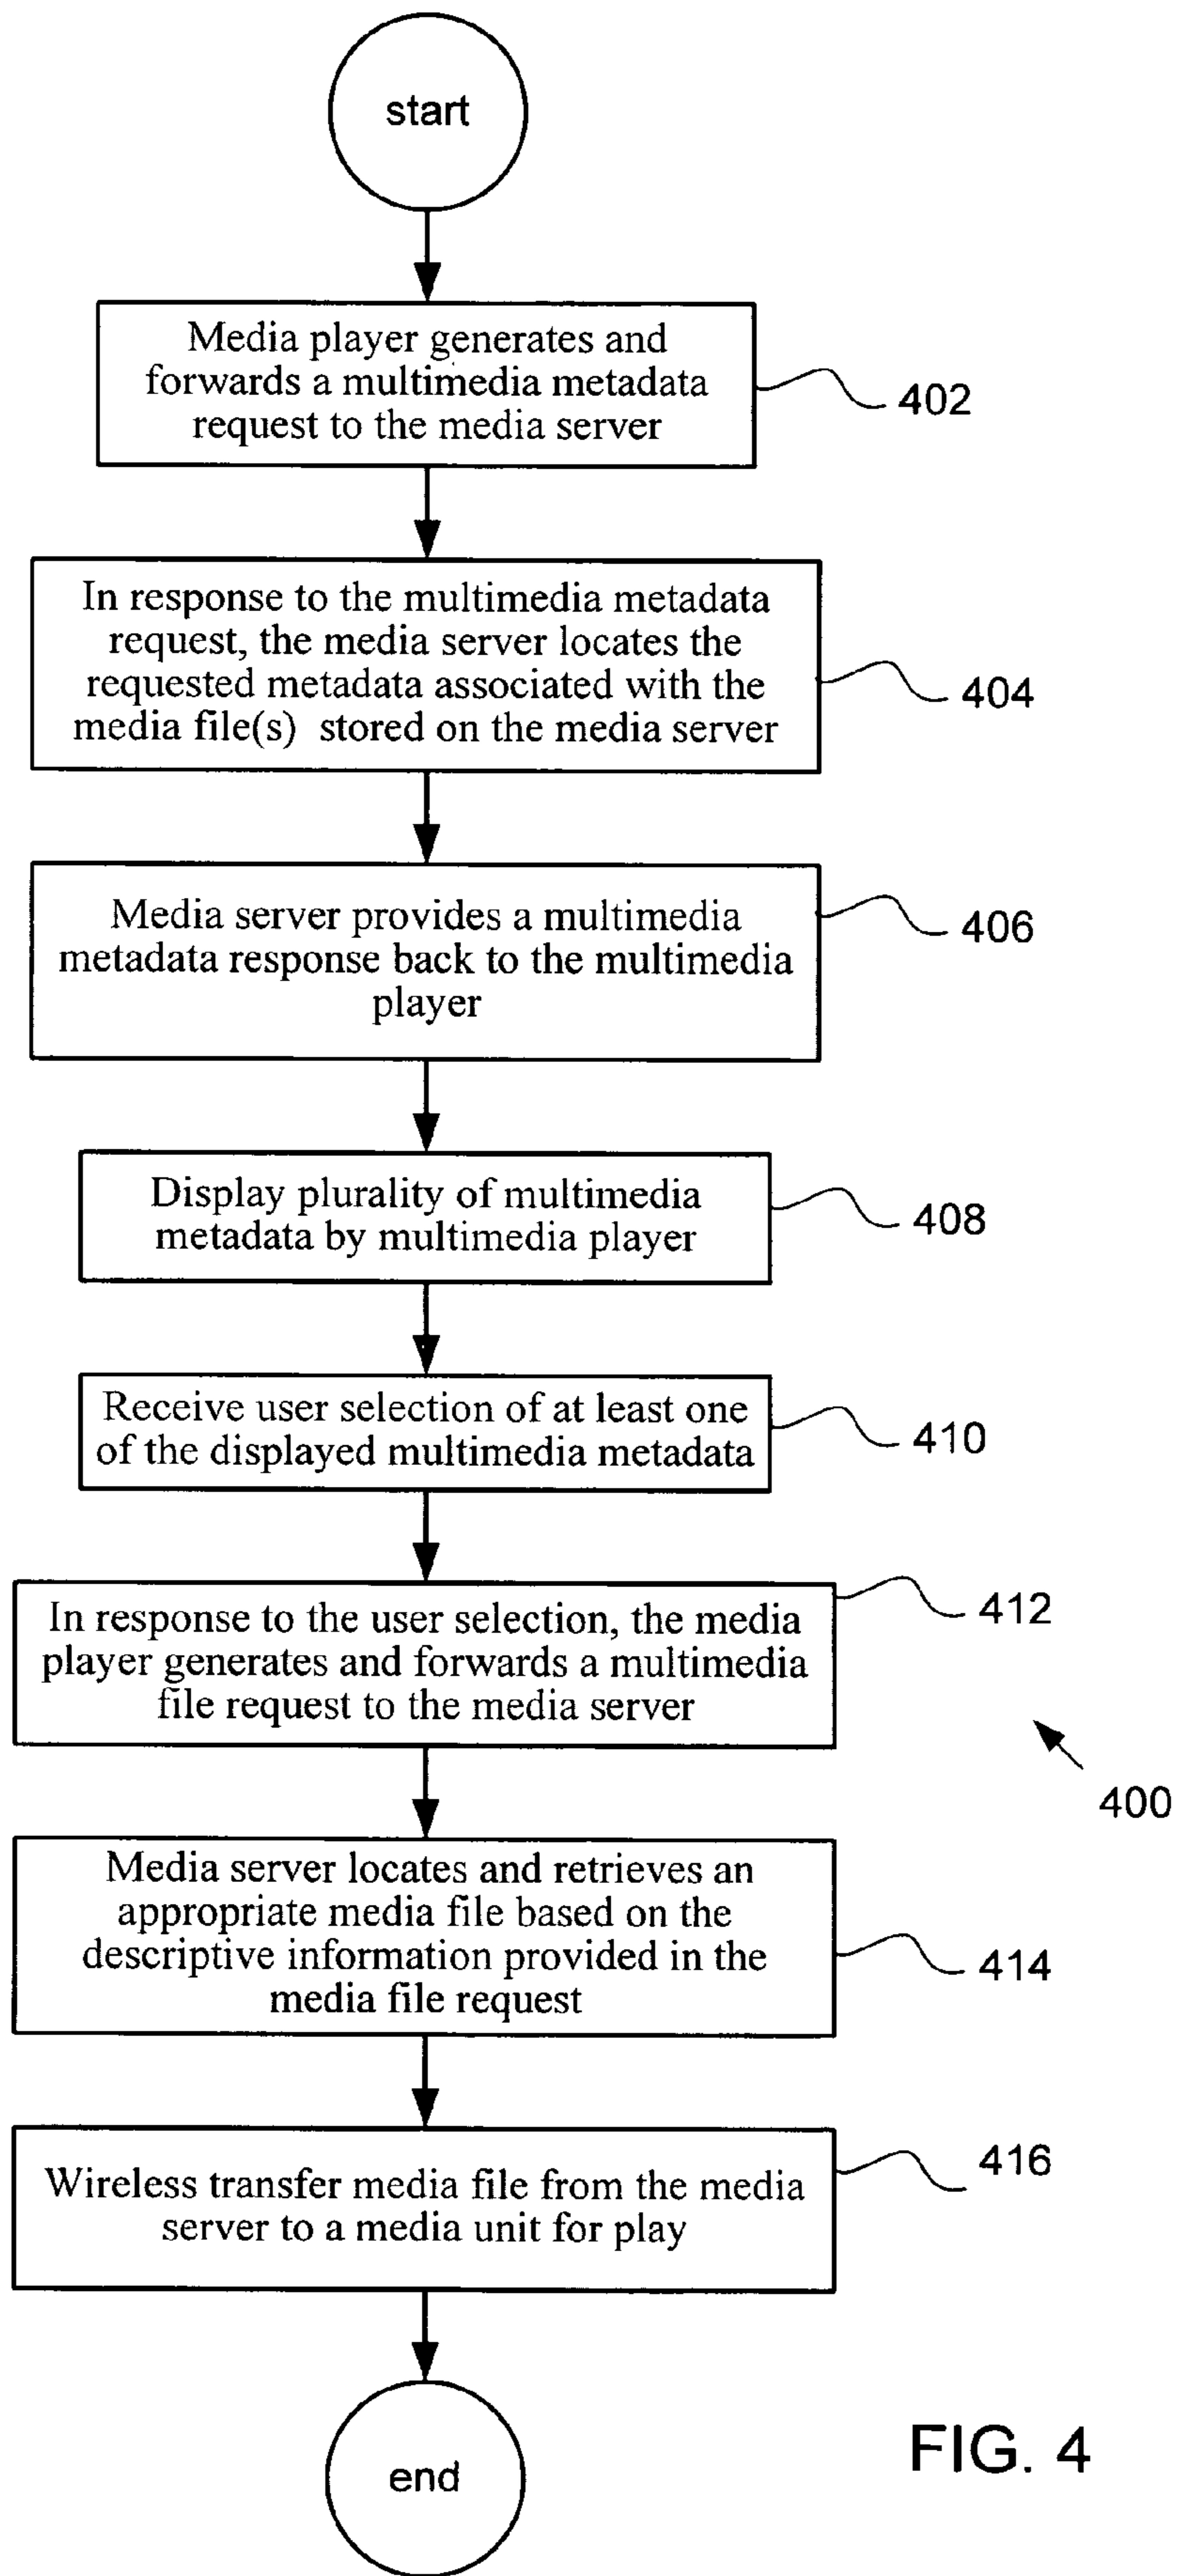 start
Media player generates and
forwards a multimedia metadata
request to the media server
402
In response to the multimedia metadata
request, the media server locates the
requested metadata associated with the
media file(s) stored on the media server
404
Media server provides a multimedia
metadata response back to the multimedia
player
406
Display plurality of multimedia
metadata by multimedia player
408
Receive user selection of at least one
of the displayed multimedia metadata
410
In response to the user selection, the media
player generates and forwards a multimedia
file request to the media server
412
400
Media server locates and retrieves an
appropriate media file based on the
descriptive information provided in the
media file request
414
Wireless transfer media file from the media
server to a media unit for play
416
end
FIG. 4